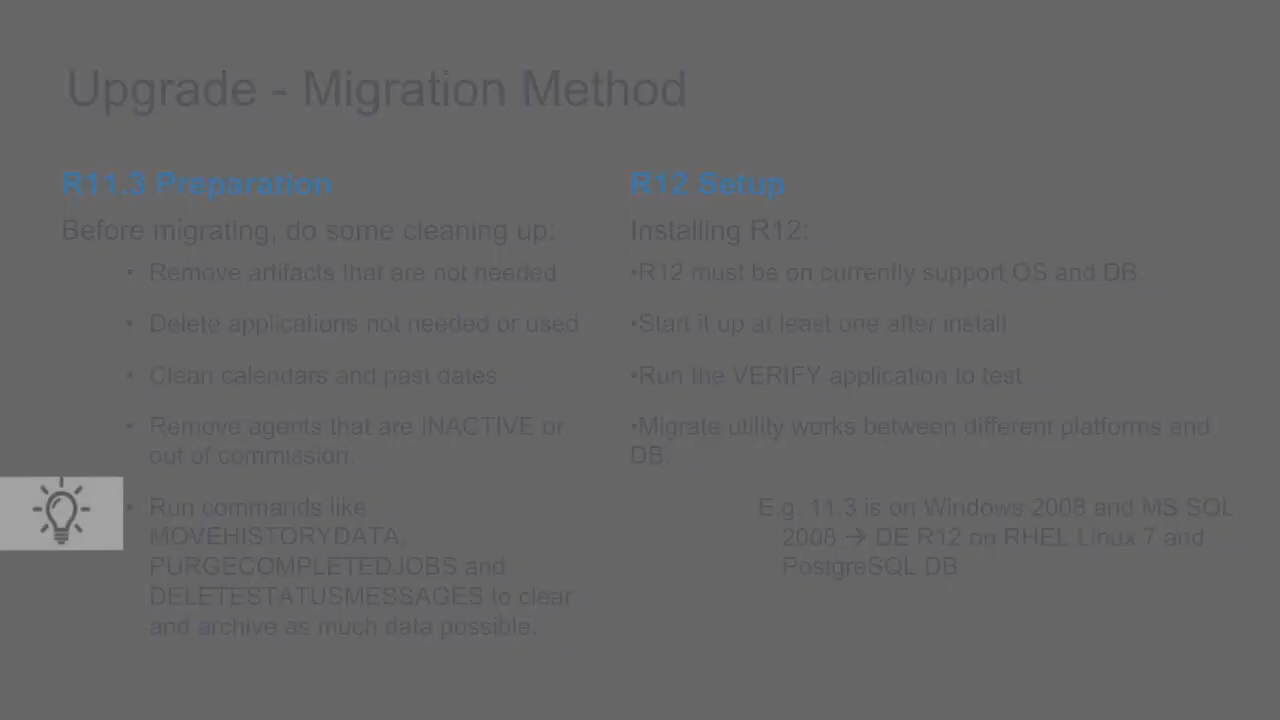 Upgrade - Migration Method
R11.3 Preparation
Before migrating, do some cleaning up:
• Remove artifacts that are not needed
• Delete applications not needed or used
• Clean calendars and past dates
• Remove agents that are INACTIVE or
out of commission
• Run commands like
MOVEHISTORYDATA,
PURGECOMPLETEDJOBS and
DELETESTATUSMESSAGES to clear
and archive as much data possible.
R12 Setup
Installing R12:
•R12 must be on currently support OS and DB.
•Start it up at least one after install
•Run the VERIFY application to test
•Migrate utility works between different platforms and
DB
E.g. 11.3 is on Windows 2008 and MS SQL
2008 → DE R12 on RHEL Linux 7 and
PostgreSQL DB